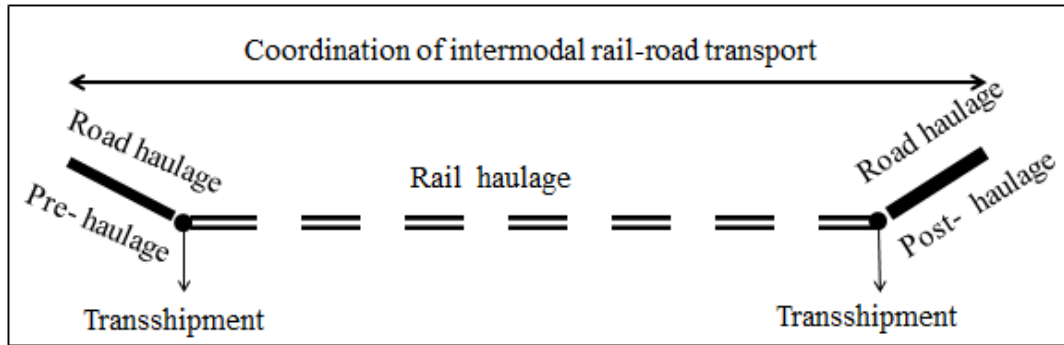 Coordination of intermodal rail-road transport
Road haulage
Pre- haulage
Rail haulage
Road haulage
Post- haulage
Transshipment
Transshipment